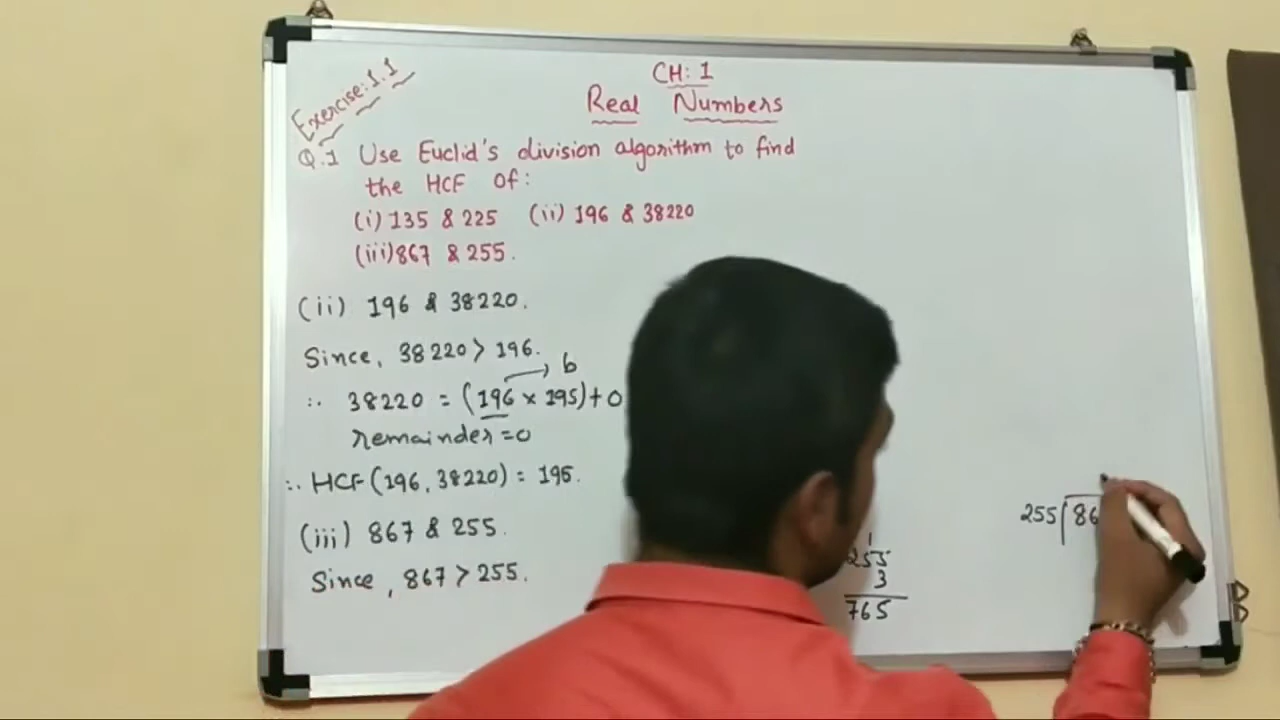 CH: 1
Real Numbers
Exercise: 1.1
Q.1 Use Euclid's division algorithm to find
the HCF Of:
(i) 135 & 225 (ii) 196 & 38220
(iii) 867 & 255.
(ii) 196 & 38220.
Since, 38220 > 196.
b
∴ 38220 = (196 × 195) + 0
remainder = 0
∴ HCF (196, 38220) = 196.
(iii) 867 & 255.
Since, 867 > 255.
1
255
3
765
255 86